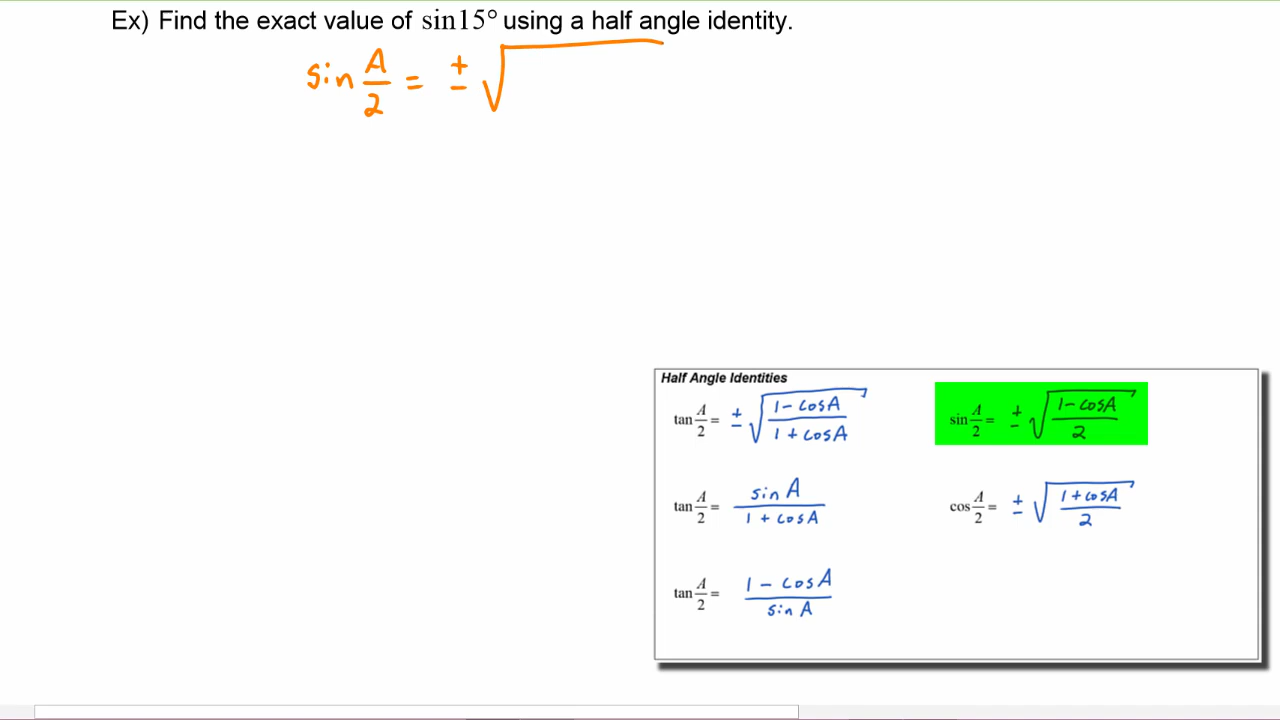 Ex) Find the exact value of sin15° using a half angle identity.
sin A/2 = ± √
Half Angle Identities
tan A/2 = ± √((1 - cosA)/(1 + cosA))
sin A/2 = ± √((1 - cosA)/2)
tan A/2 = sin A/(1 + cosA)
cos A/2 = ± √((1 + cosA)/2)
tan A/2 = (1 - cosA)/(sin A)